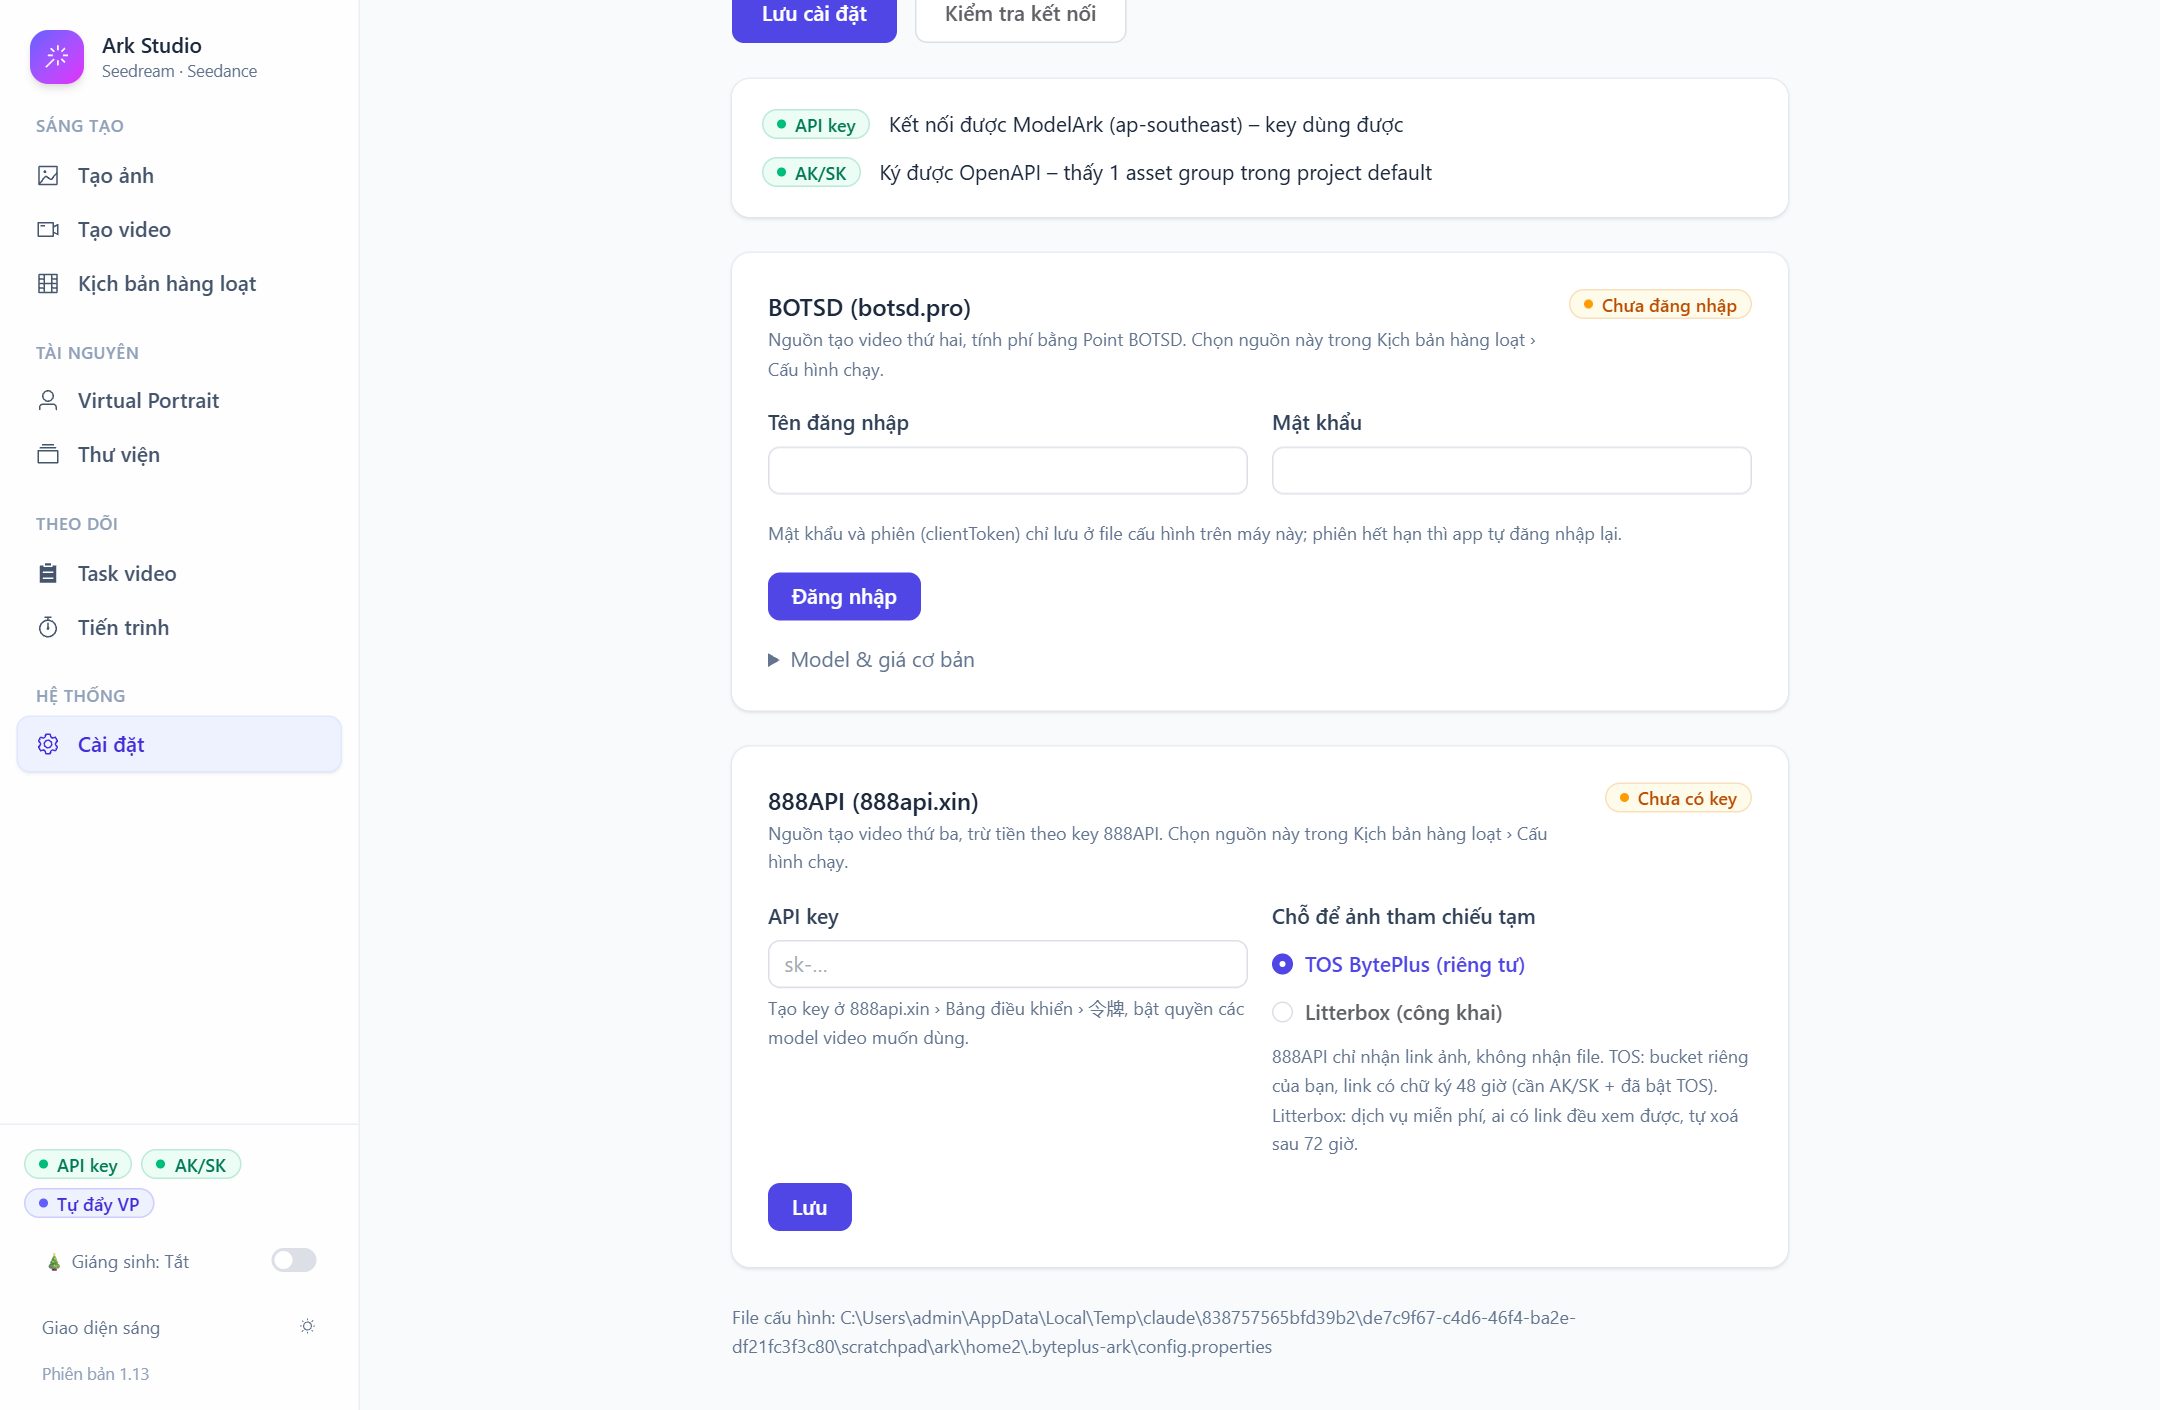 Ark Studio
Seedream · Seedance
SÁNG TẠO
Tạo ảnh
Tạo video
Kịch bản hàng loạt
TÀI NGUYÊN
Virtual Portrait
Thư viện
THEO DÕI
Task video
Tiến trình
HỆ THỐNG
Cài đặt
API key
AK/SK
Tự đẩy VP
Giáng sinh: Tắt
Giao diện sáng
Phiên bản 1.13
Lưu cài đặt
Kiểm tra kết nối
API key Kết nối được ModelArk (ap-southeast) – key dùng được
AK/SK Ký được OpenAPI – thấy 1 asset group trong project default
BOTSD (botsd.pro)
Chưa đăng nhập
Nguồn tạo video thứ hai, tính phí bằng Point BOTSD. Chọn nguồn này trong Kịch bản hàng loạt ›
Cấu hình chạy.
Tên đăng nhập
Mật khẩu
Mật khẩu và phiên (clientToken) chỉ lưu ở file cấu hình trên máy này; phiên hết hạn thì app tự đăng nhập lại.
Đăng nhập
Model & giá cơ bản
888API (888api.xin)
Chưa có key
Nguồn tạo video thứ ba, trừ tiền theo key 888API. Chọn nguồn này trong Kịch bản hàng loạt › Cấu
hình chạy.
API key
sk-...
Tạo key ở 888api.xin › Bảng điều khiển › 令牌, bật quyền các
model video muốn dùng.
Chỗ để ảnh tham chiếu tạm
TOS BytePlus (riêng tư)
Litterbox (công khai)
888API chỉ nhận link ảnh, không nhận file. TOS: bucket riêng
của bạn, link có chữ ký 48 giờ (cần AK/SK + đã bật TOS).
Litterbox: dịch vụ miễn phí, ai có link đều xem được, tự xoá
sau 72 giờ.
Lưu
File cấu hình: C:\Users\admin\AppData\Local\Temp\claude\838757565bfd39b2\de7c9f67-c4d6-46f4-ba2e-
df21fc3f3c80\scratchpad\ark\home2\.byteplus-ark\config.properties